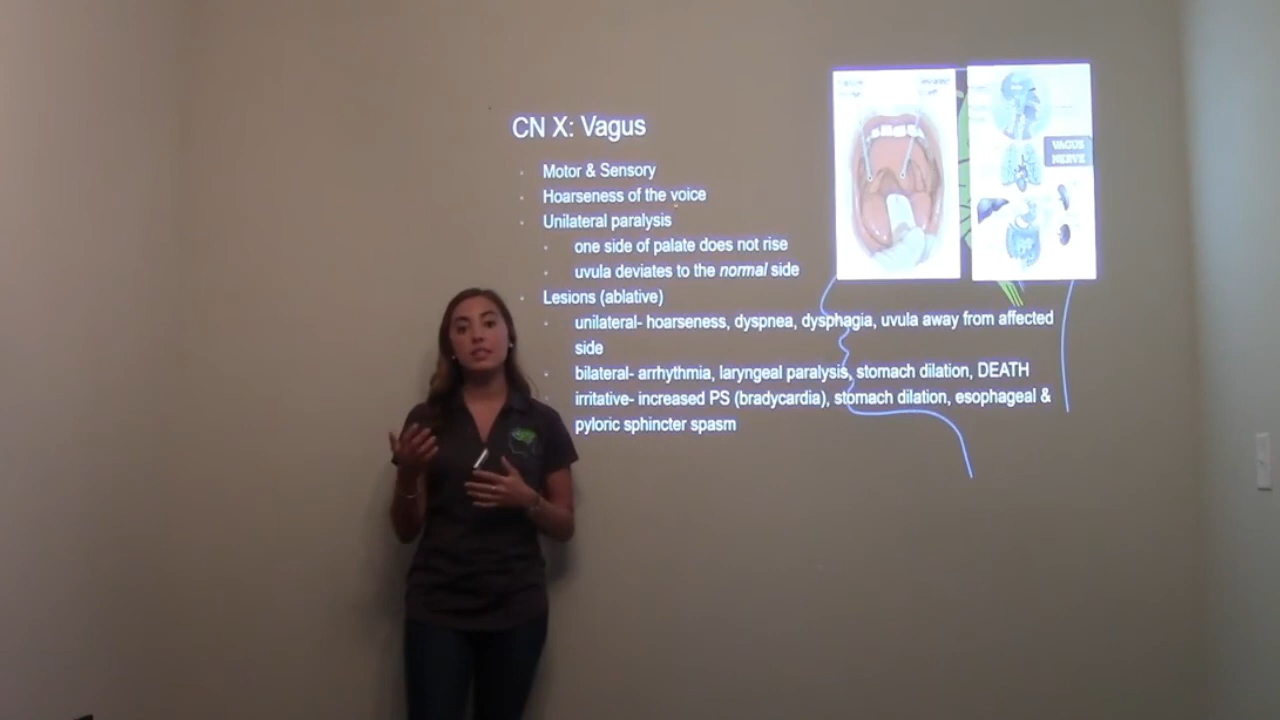 CN X: Vagus
Motor & Sensory
Hoarseness of the voice
Unilateral paralysis
one side of palate does not rise
uvula deviates to the normal side
Lesions (ablative)
unilateral- hoarseness, dyspnea, dysphagia, uvula away from affected
side
bilateral- arrhythmia, laryngeal paralysis, stomach dilation, DEATH
irritative- increased PS (bradycardia), stomach dilation, esophageal &
pyloric sphincter spasm
VAGUS
NERVE